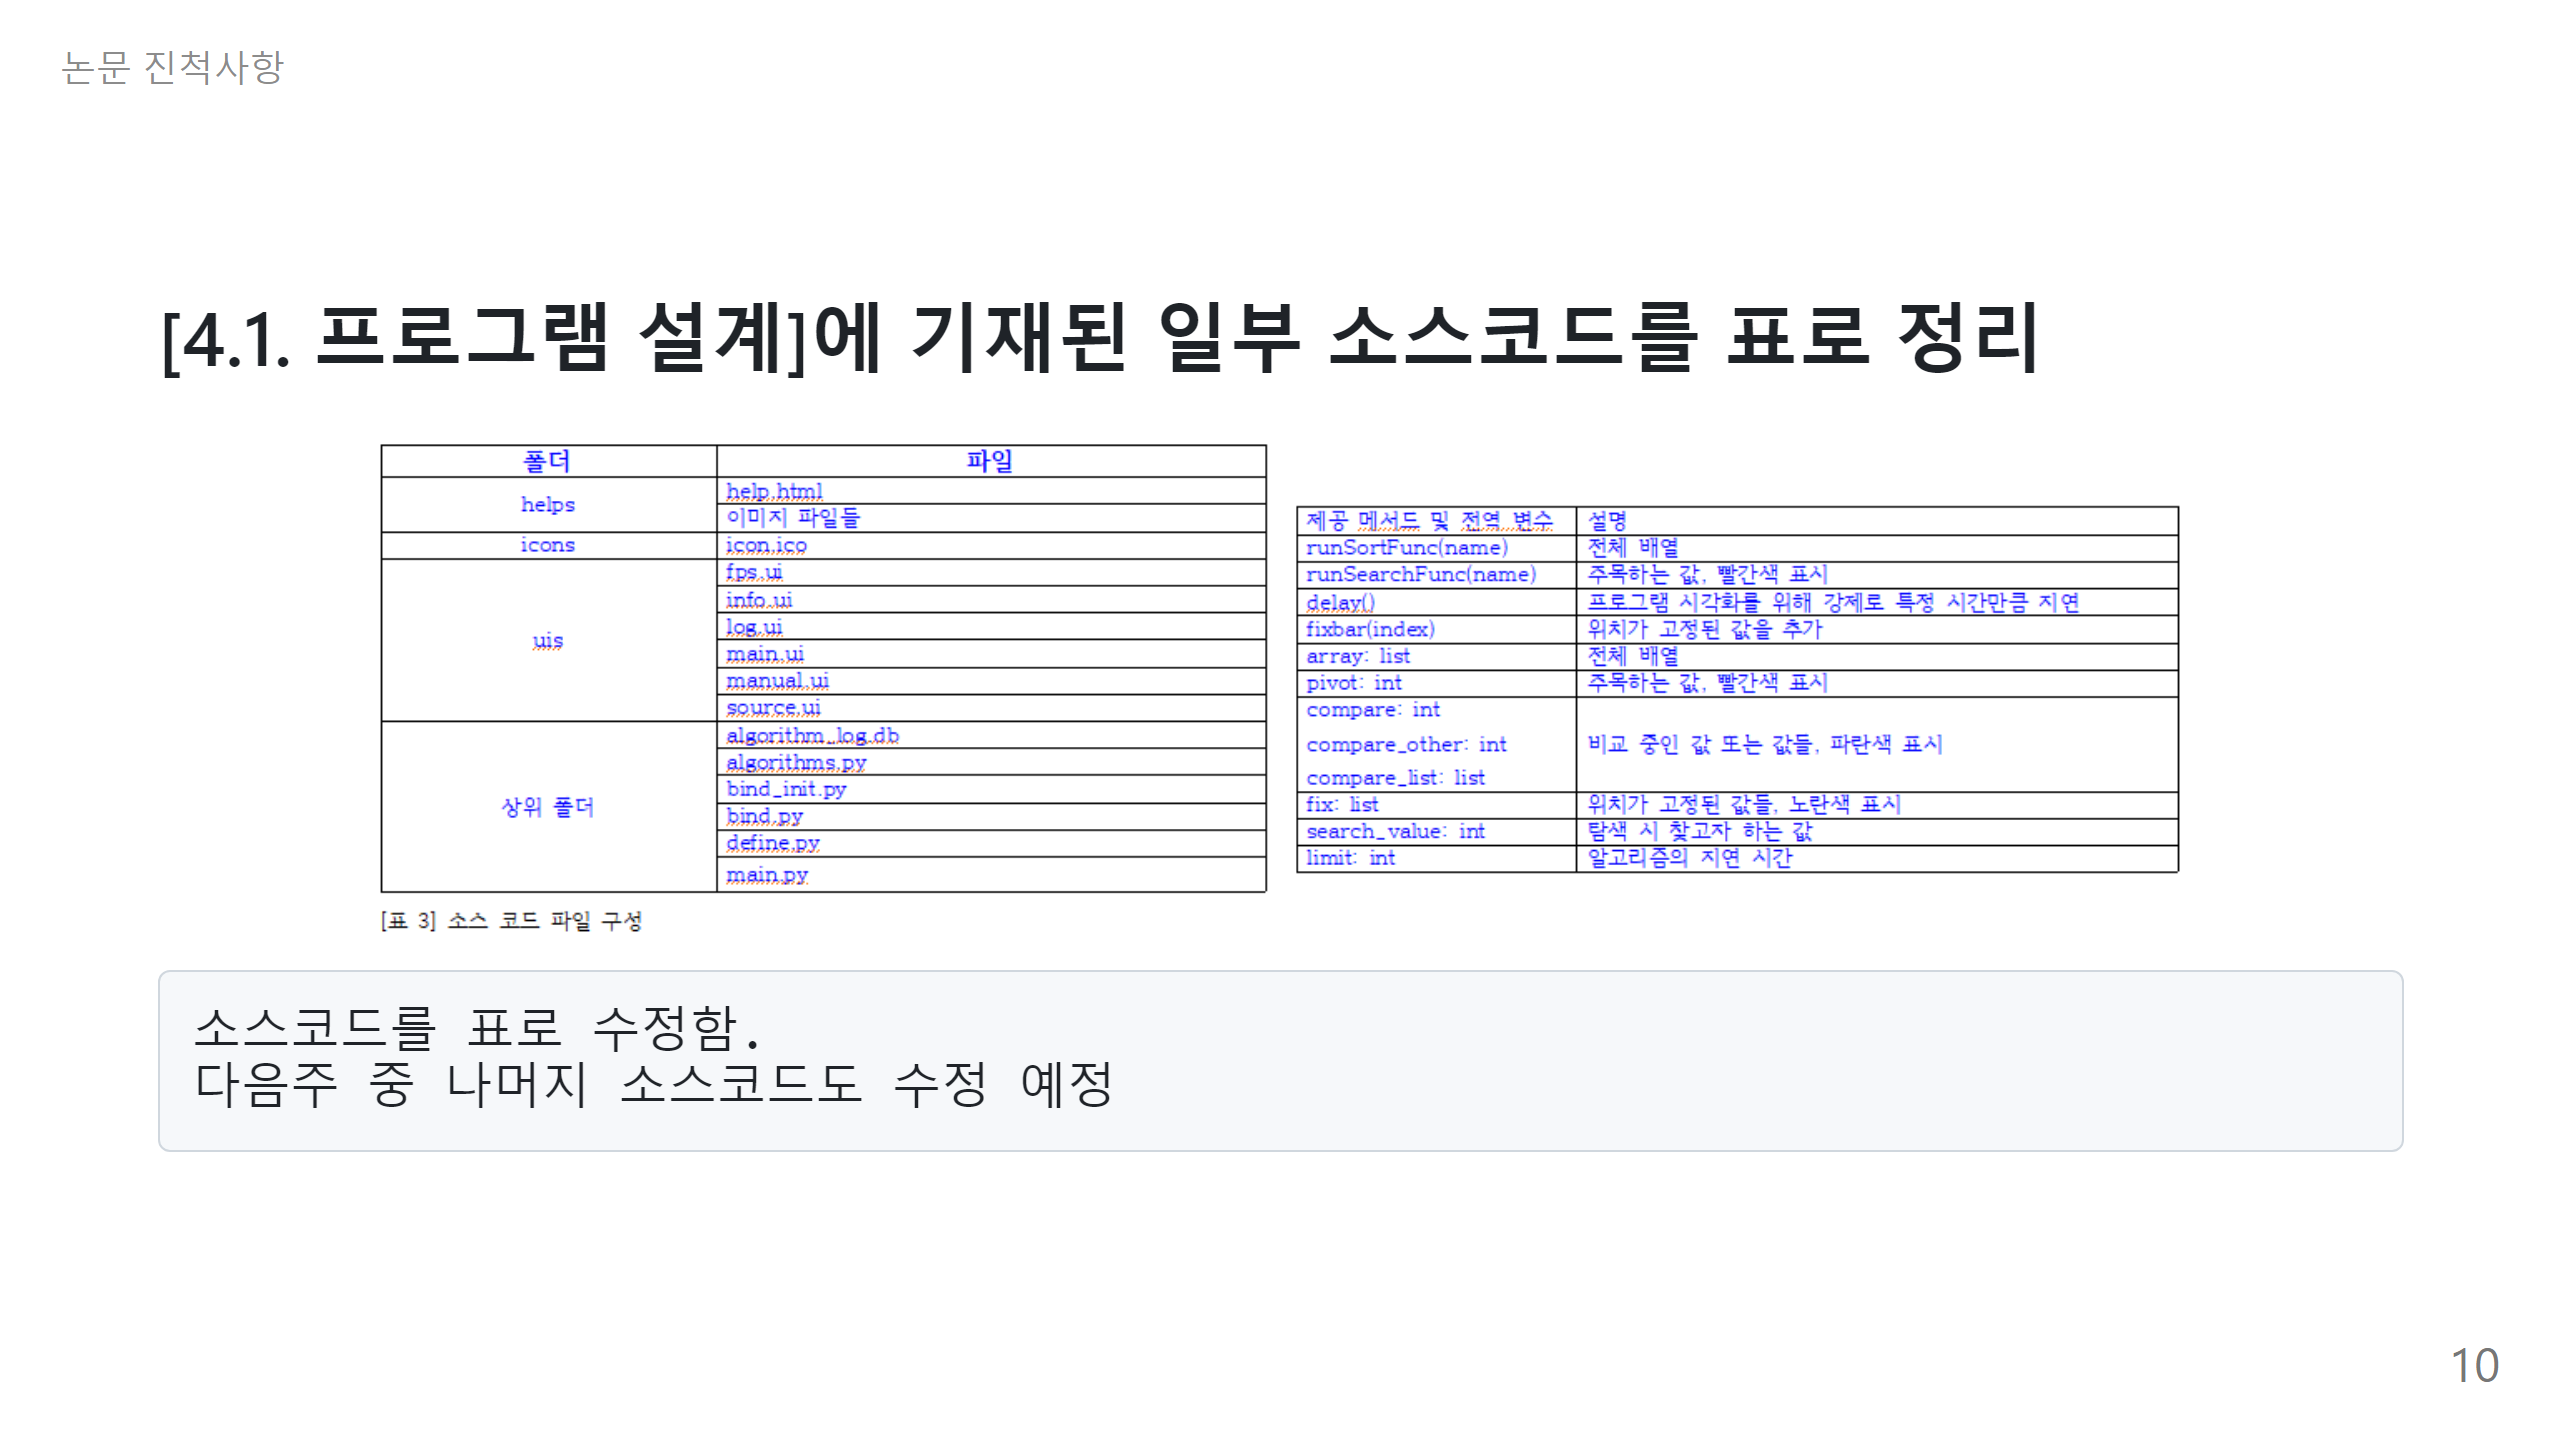 논문 진척사항
[4.1. 프로그램 설계]에 기재된 일부 소스코드를 표로 정리
폴더 파일
helps help.html
이미지 파일들
icons icon.ico
uis fps.ui
info.ui
log.ui
main.ui
manual.ui
source.ui
상위 폴더 algorithm_log.db
algorithms.py
bind_init.py
bind.py
define.py
main.py
[표 3] 소스 코드 파일 구성
제공 메서드 및 전역 변수 설명
runSortFunc(name) 전체 배열
runSearchFunc(name) 주목하는 값, 빨간색 표시
delay() 프로그램 시각화를 위해 강제로 특정 시간만큼 지연
fixbar(index) 위치가 고정된 값을 추가
array: list 전체 배열
pivot: int 주목하는 값, 빨간색 표시
compare: int
compare_other: int 비교 중인 값 또는 값들, 파란색 표시
compare_list: list
fix: list 위치가 고정된 값들, 노란색 표시
search_value: int 탐색 시 찾고자 하는 값
limit: int 알고리즘의 지연 시간
소스코드를 표로 수정함.
다음주 중 나머지 소스코드도 수정 예정
10